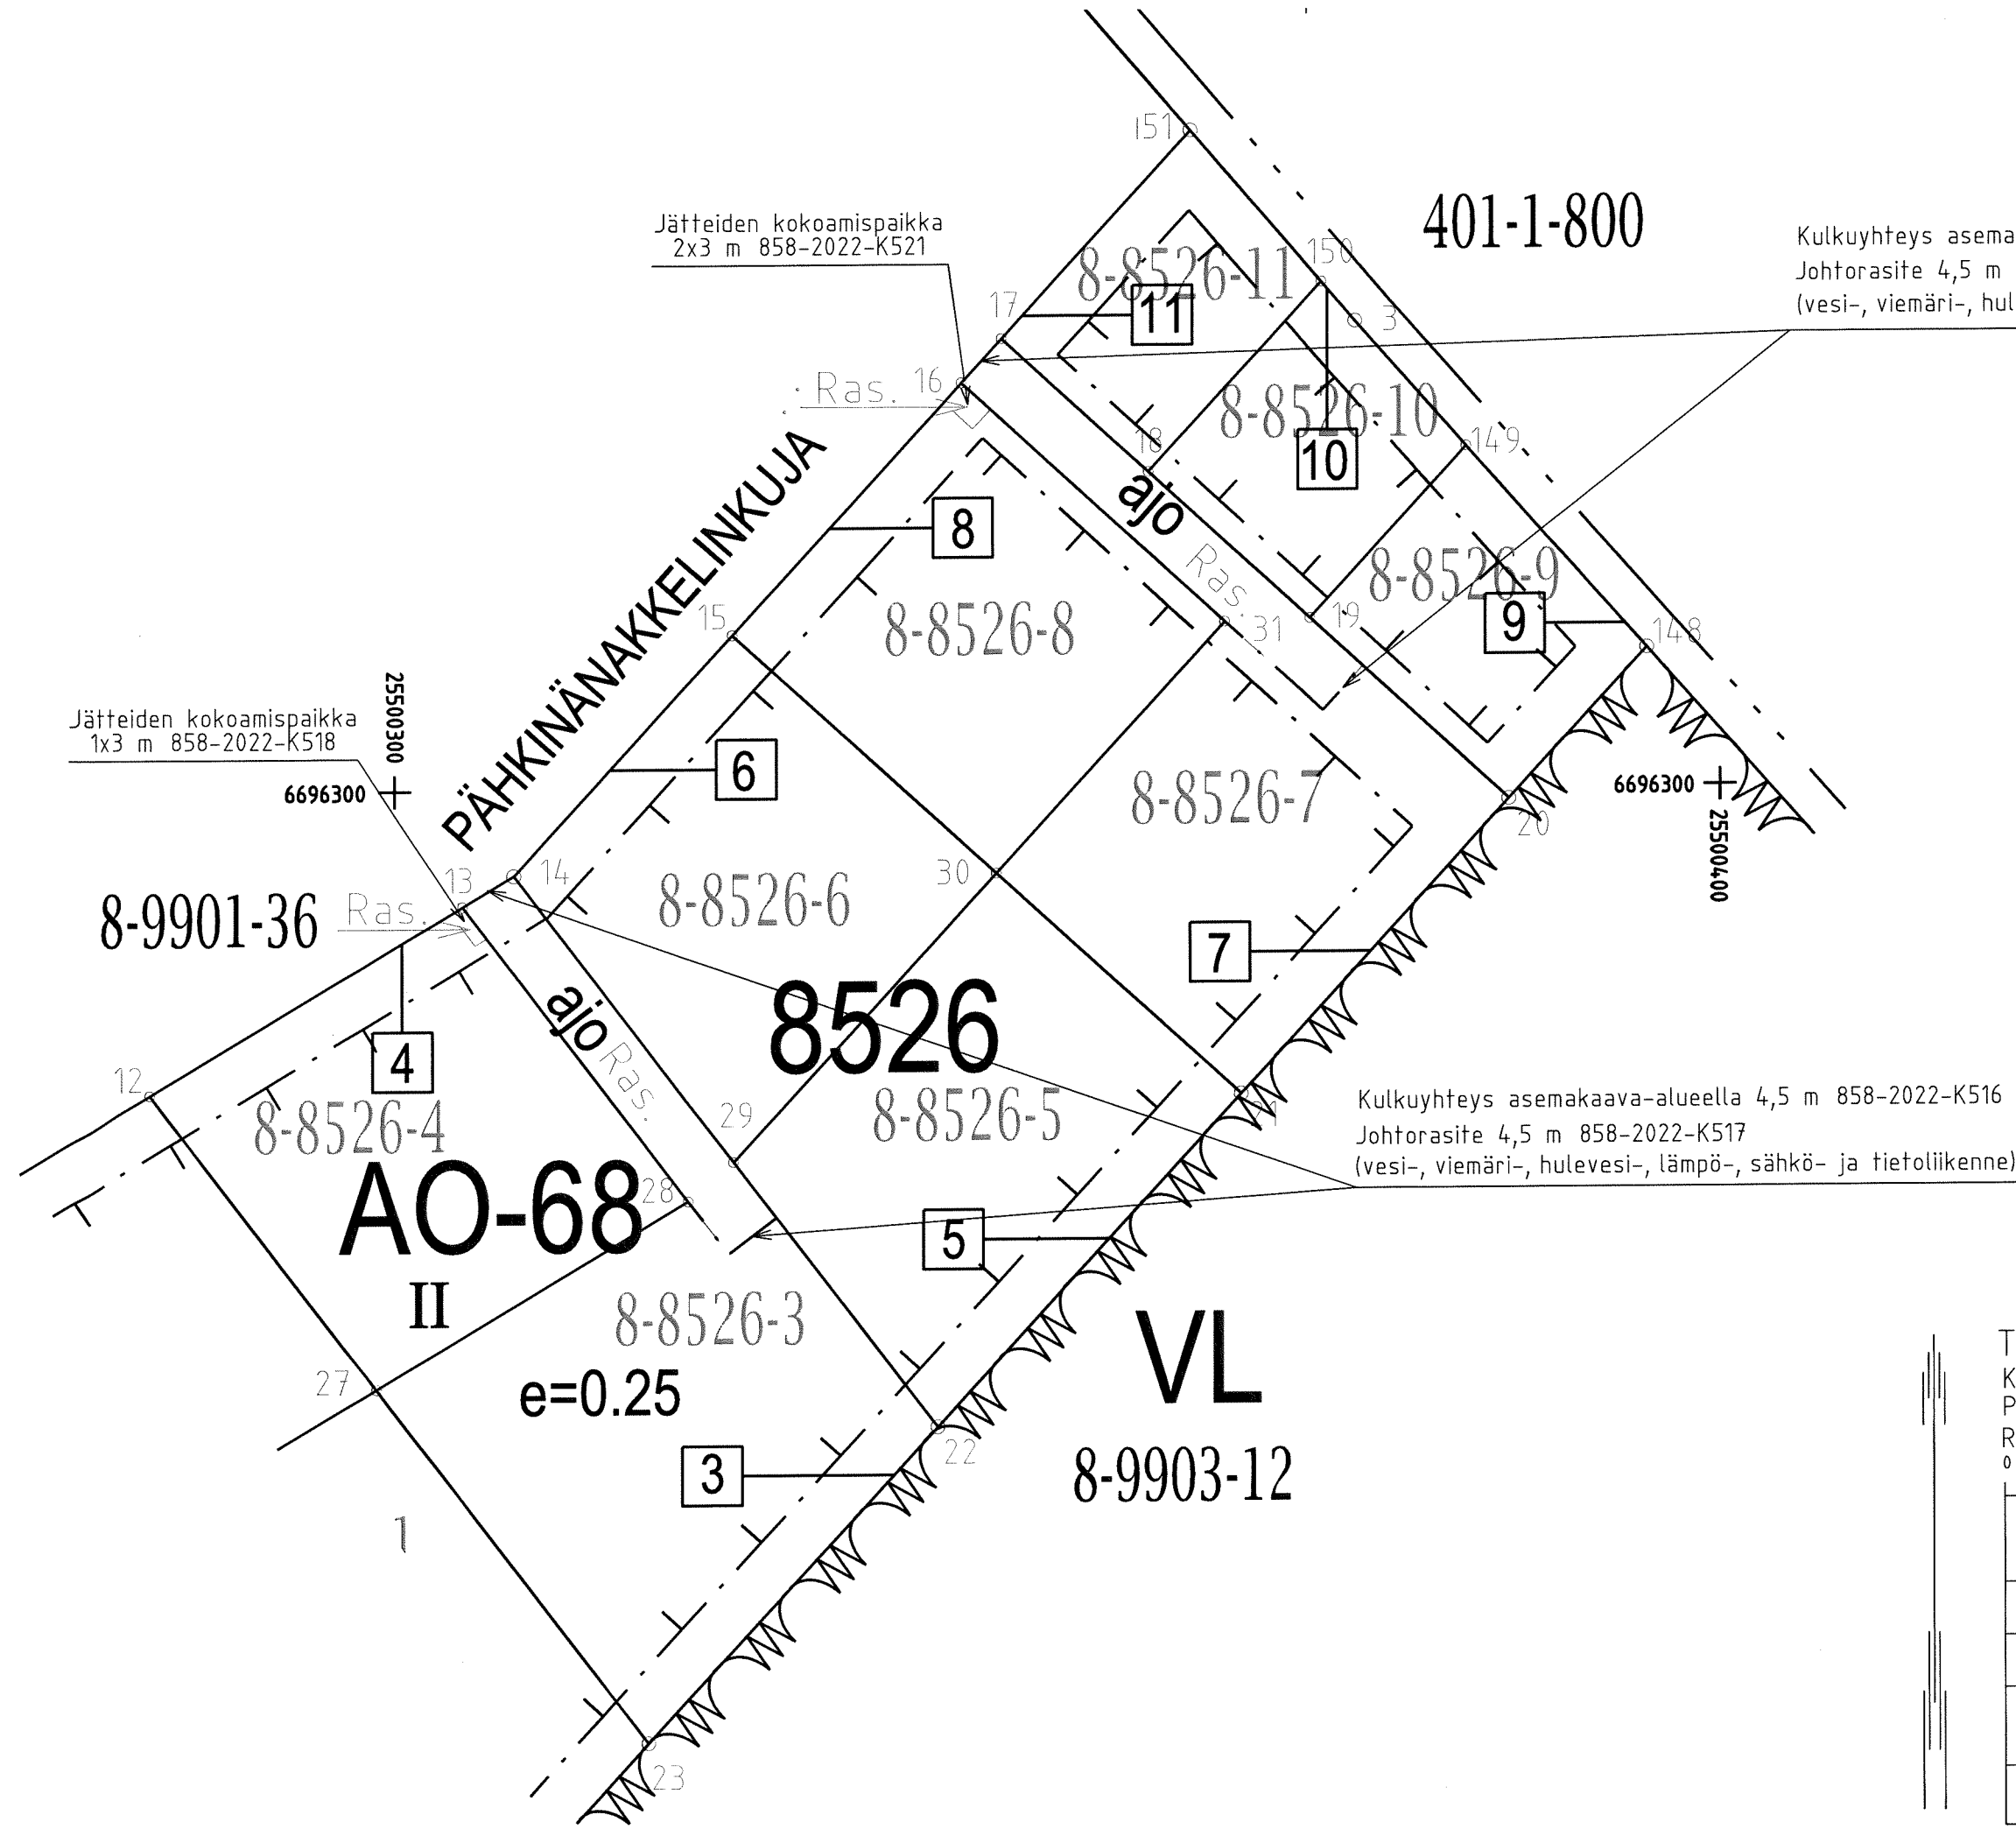 151
401-1-800
Jätteiden kokoamispaikka
2x3 m 858-2022-K521
Kulkuyhteys asema
Johtorasite 4,5 m
(vesi-, viemäri-, hul
150
8-8526-11
17
11
3
Ras.
16
8-8526-10
18
149
10
PÄHKINÄNAKKELINKUJA
ajo
8
Ras.
8-8526-9
15
8-8526-8
31
19
9
148
2550300
Jätteiden kokoamispaikka
1x3 m 858-2022-K518
6696300
6
8-8526-7
6696300
20
25500400
13
14
30
8-8526-6
8-9901-36
Ras.
7
8526
ajo
Ras.
4
12
8-8526-4
29
8-8526-5
21
Kulkuyhteys asemakaava-alueella 4,5 m 858-2022-K516
Johtorasite 4,5 m 858-2022-K517
(vesi-, viemäri-, hulevesi-, lämpö-, sähkö- ja tietoliikenne)
AO-68
28
5
II
8-8526-3
VL
27
e=0.25
22
3
8-9903-12
1
23
T
K
P
R